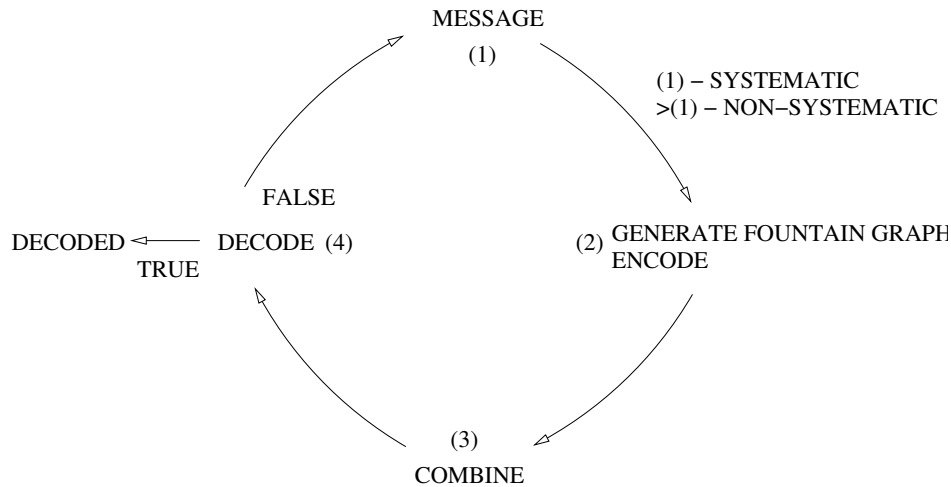 MESSAGE
(1)
(1) – SYSTEMATIC
>(1) – NON–SYSTEMATIC
FALSE
DECODED
DECODE (4)
TRUE
(2) GENERATE FOUNTAIN GRAPH
ENCODE
(3)
COMBINE